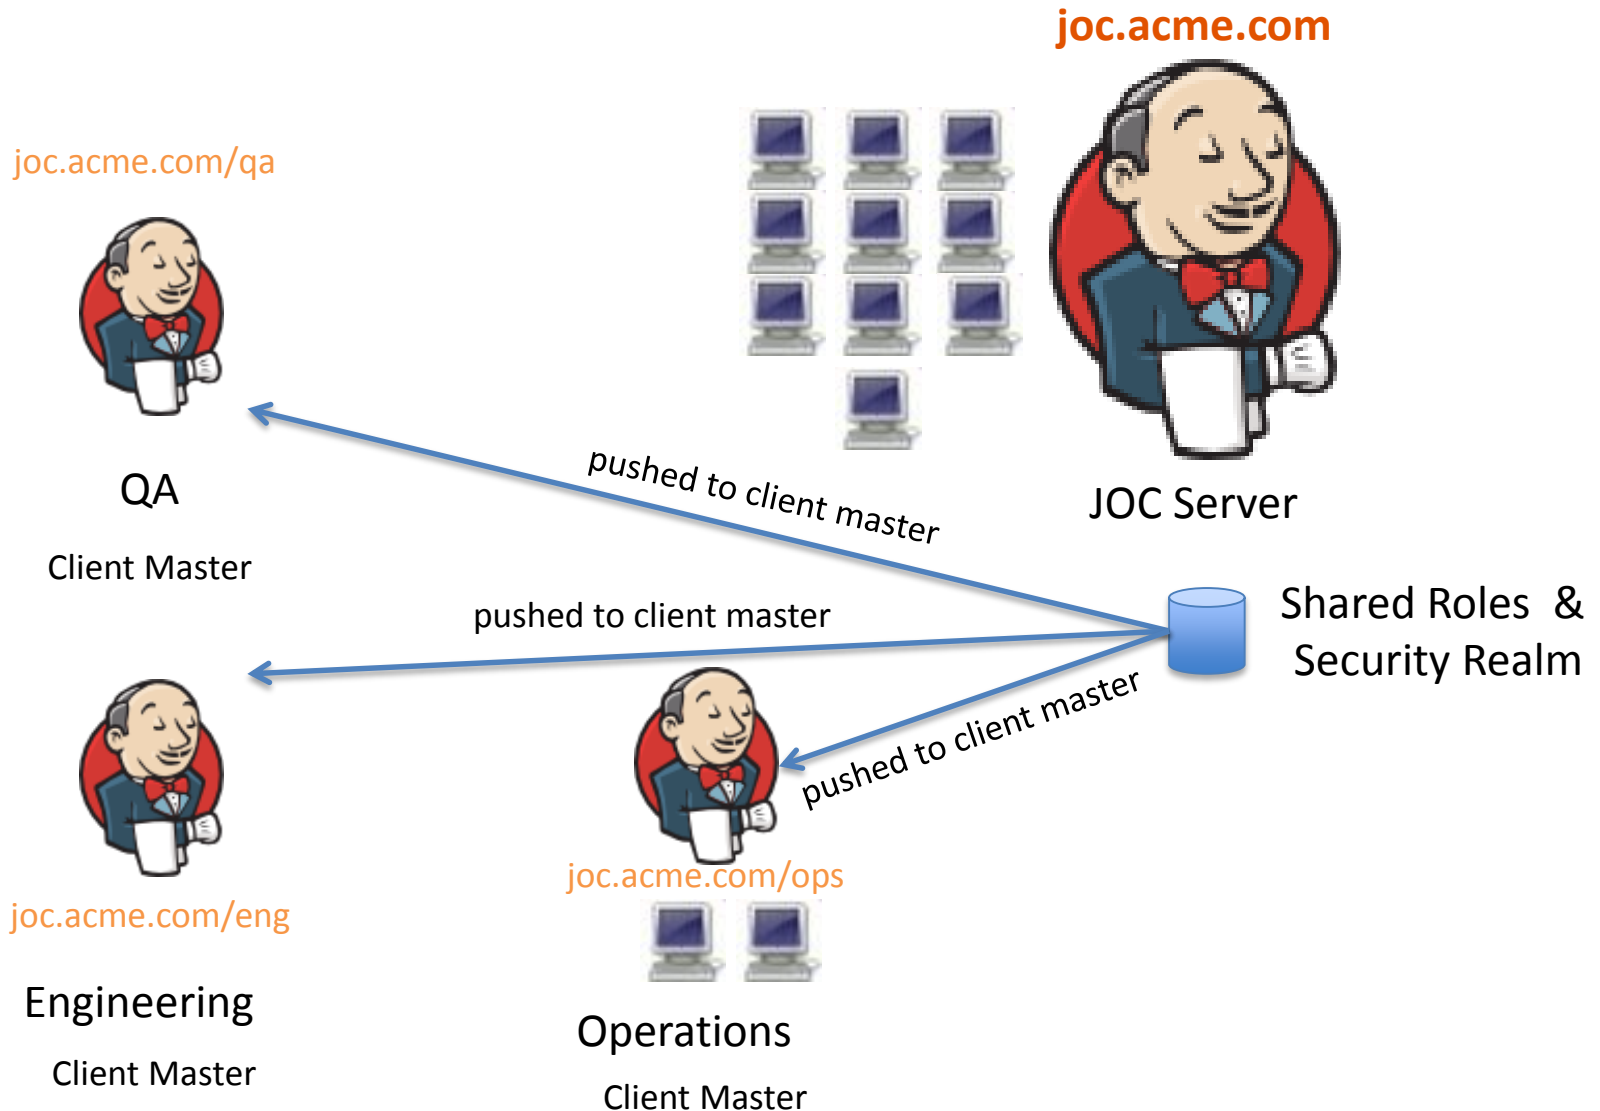 joc.acme.com
joc.acme.com/qa
pushed to client master
QA
JOC Server
Client Master
pushed to client master
Shared Roles &
Security Realm
pushed to client master
joc.acme.com/ops
joc.acme.com/eng
Engineering
Operations
Client Master
Client Master